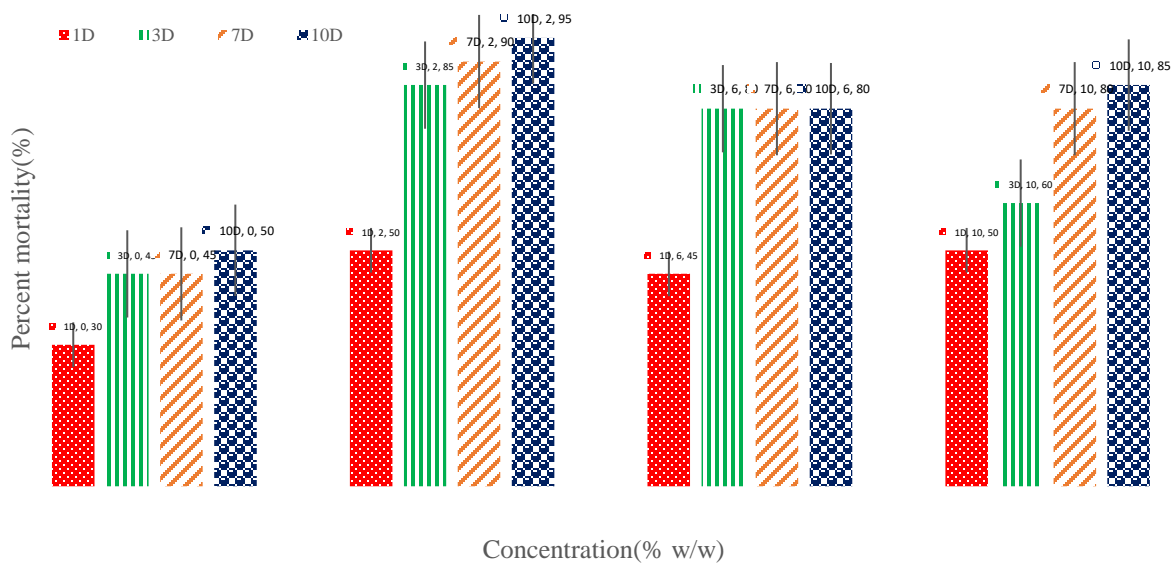 1D 3D 7D 10D
Percent mortality(%)
1D, 0, 30
3D, 0, 4
7D, 0, 45
10D, 0, 50
1D, 2, 50
3D, 2, 85
7D, 2, 90
10D, 2, 95
1D, 6, 45
3D, 6, 8
7D, 6, 0
10D, 6, 80
1D, 10, 50
3D, 10, 60
7D, 10, 80
10D, 10, 85
Concentration(% w/w)